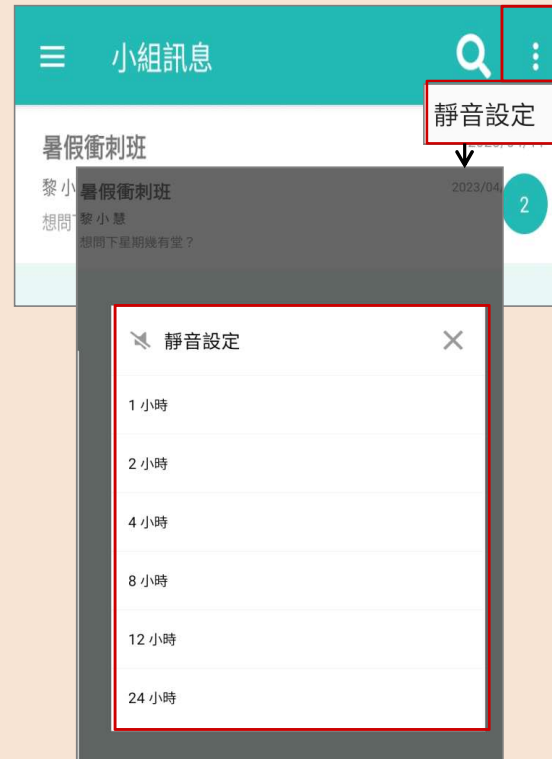 小組訊息
靜音設定
暑假衝刺班
黎小
2
想問
暑假衝刺班
2023/04
黎小慧
想問下星期幾有堂？
靜音設定
1 小時
2 小時
4 小時
8 小時
12 小時
24 小時